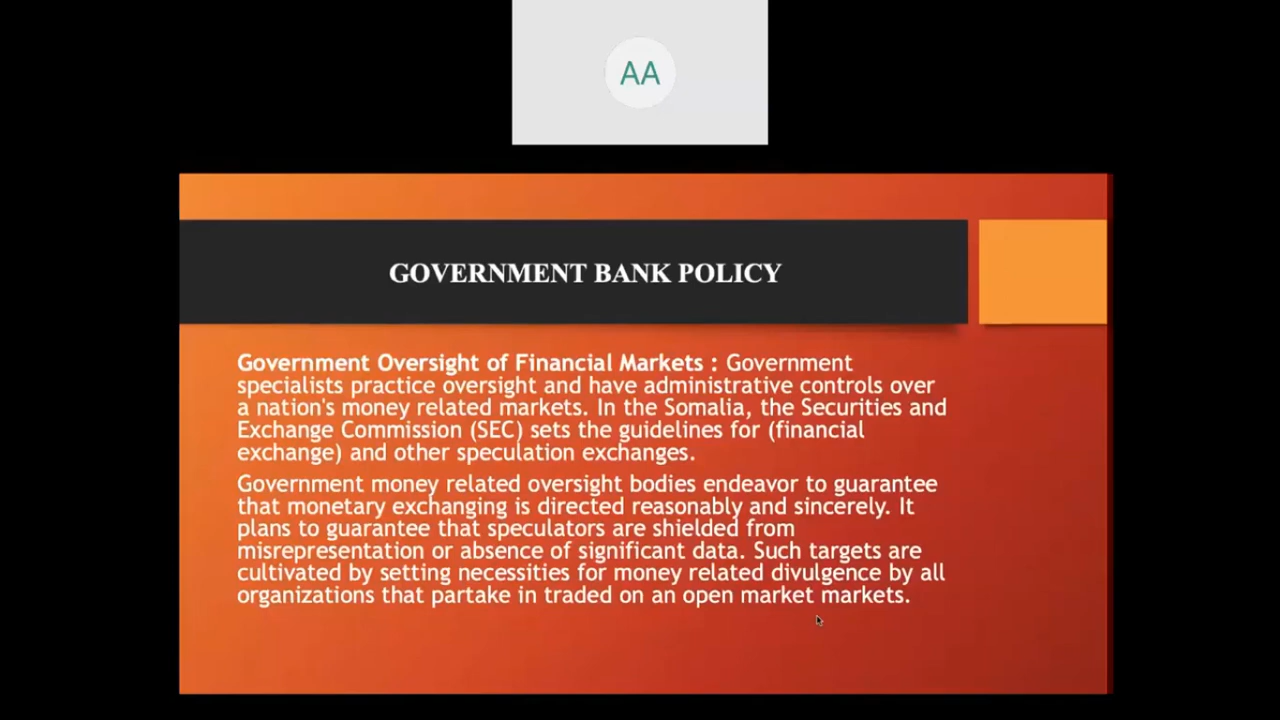 AA
GOVERNMENT BANK POLICY
Government Oversight of Financial Markets : Government
specialists practice oversight and have administrative controls over
a nation's money related markets. In the Somalia, the Securities and
Exchange Commission (SEC) sets the guidelines for (financial
exchange) and other speculation exchanges.
Government money related oversight bodies endeavor to guarantee
that monetary exchanging is directed reasonably and sincerely. It
plans to guarantee that speculators are shielded from
misrepresentation or absence of significant data. Such targets are
cultivated by setting necessities for money related divulgence by all
organizations that partake in traded on an open market markets.